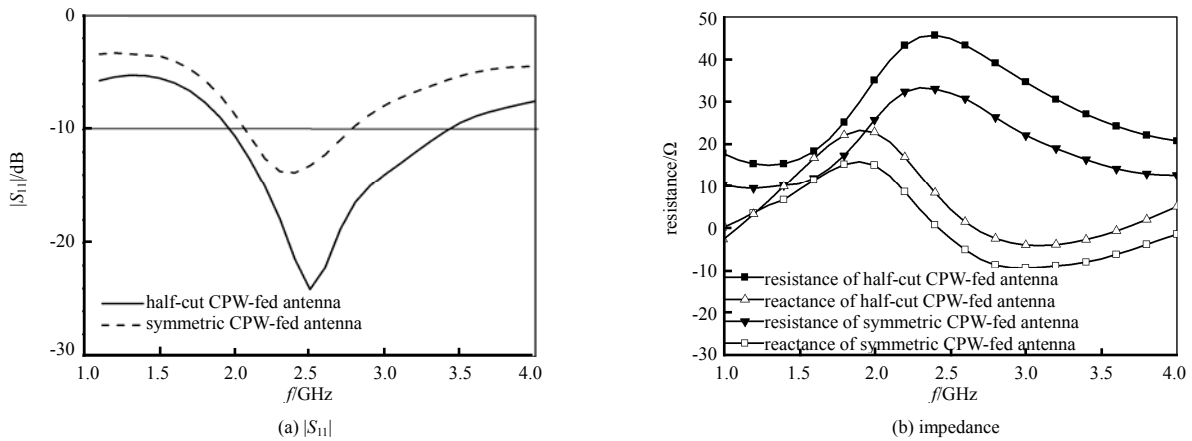 0
-10
-20
-30
|S11|/dB
half-cut CPW-fed antenna
symmetric CPW-fed antenna
1.0 1.5 2.0 2.5 3.0 3.5 4.0
f/GHz
(a) |S11|
50
40
30
20
10
0
-10
-20
-30
resistance/Ω
resistance of half-cut CPW-fed antenna
reactance of half-cut CPW-fed antenna
resistance of symmetric CPW-fed antenna
reactance of symmetric CPW-fed antenna
1.0 1.5 2.0 2.5 3.0 3.5 4.0
f/GHz
(b) impedance